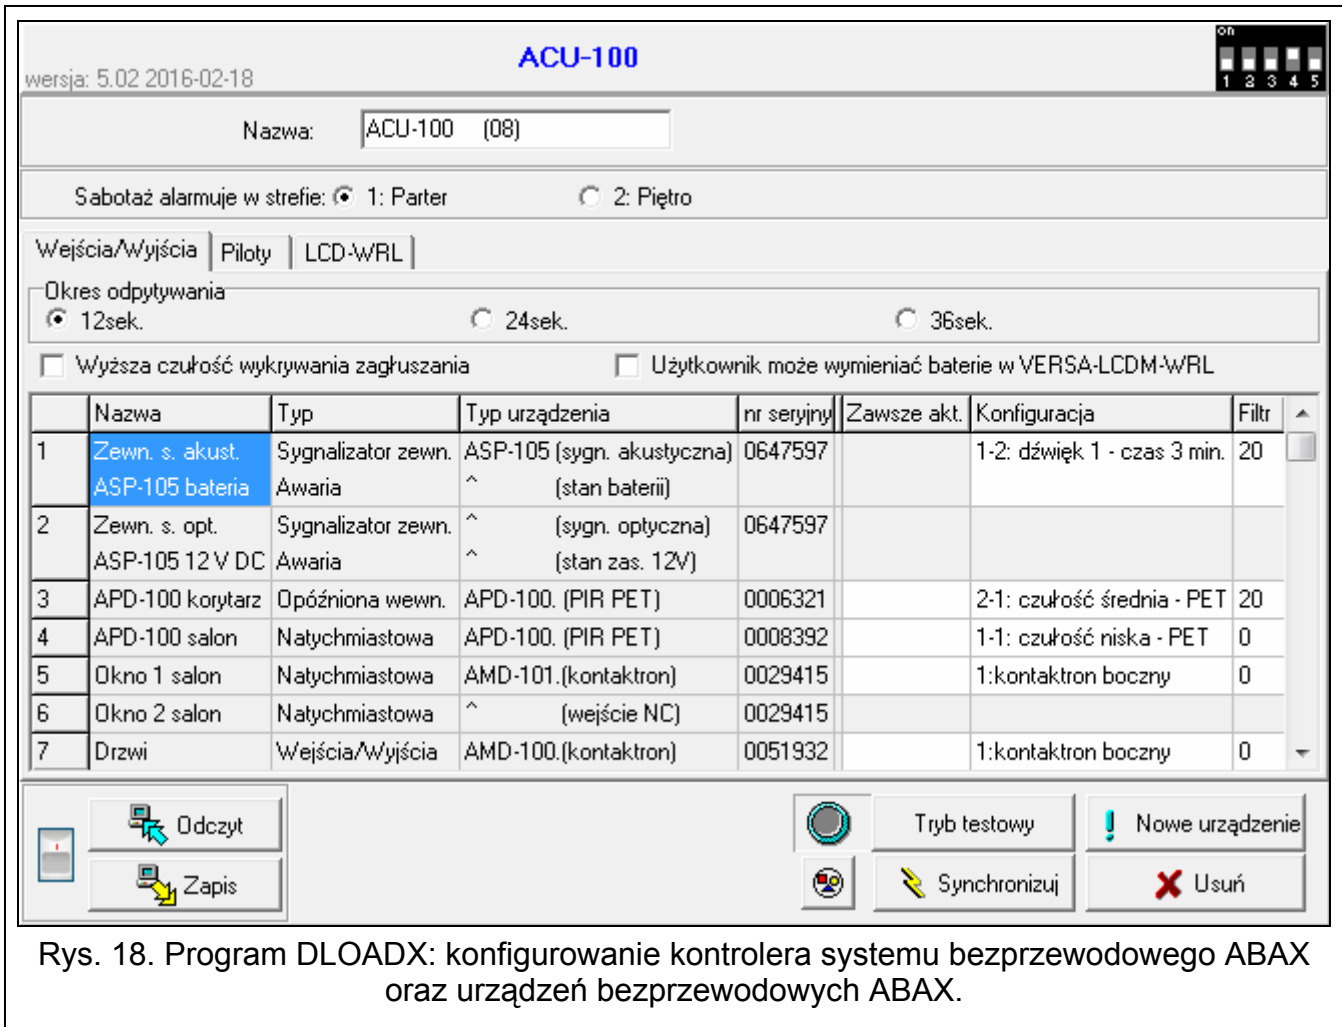 ACU-100
on
1 2 3 4 5
wersja: 5.02 2016-02-18
Nazwa: ACU-100 (08)
Sabotaż alarmuje w strefie: 1: Parter 2: Piętro
Wejścia/Wyjścia Piloty LCD-WRL
Okres odpytywania
12sek. 24sek. 36sek.
Wyższa czułość wykrywania zagłuszania Użytkownik może wymieniać baterie w VERSA-LCDM-WRL
Nazwa Typ Typ urządzenia nr seryjny Zawsze akt. Konfiguracja Filtr
1 Zewn. s. akust. Sygnalizator zewn. ASP-105 (sygn. akustyczna) 0647597 1-2: dźwięk 1 - czas 3 min. 20
ASP-105 bateria Awaria ^ (stan baterii)
2 Zewn. s. opt. Sygnalizator zewn. ^ (sygn. optyczna) 0647597
ASP-105 12 V DC Awaria ^ (stan zas. 12V)
3 APD-100 korytarz Opóźniona wewn. APD-100. (PIR PET) 0006321 2-1: czułość średnia - PET 20
4 APD-100 salon Natychmiastowa APD-100. (PIR PET) 0008392 1-1: czułość niska - PET 0
5 Okno 1 salon Natychmiastowa AMD-101.(kontaktron) 0029415 1:kontaktron boczny 0
6 Okno 2 salon Natychmiastowa ^ (wejście NC) 0029415
7 Drzwi Wejścia/Wyjścia AMD-100.(kontaktron) 0051932 1:kontaktron boczny 0
Odczyt Tryb testowy Nowe urządzenie
Zapis Synchronizuj Usuń
Rys. 18. Program DLOADX: konfigurowanie kontrolera systemu bezprzewodowego ABAX
oraz urządzeń bezprzewodowych ABAX.